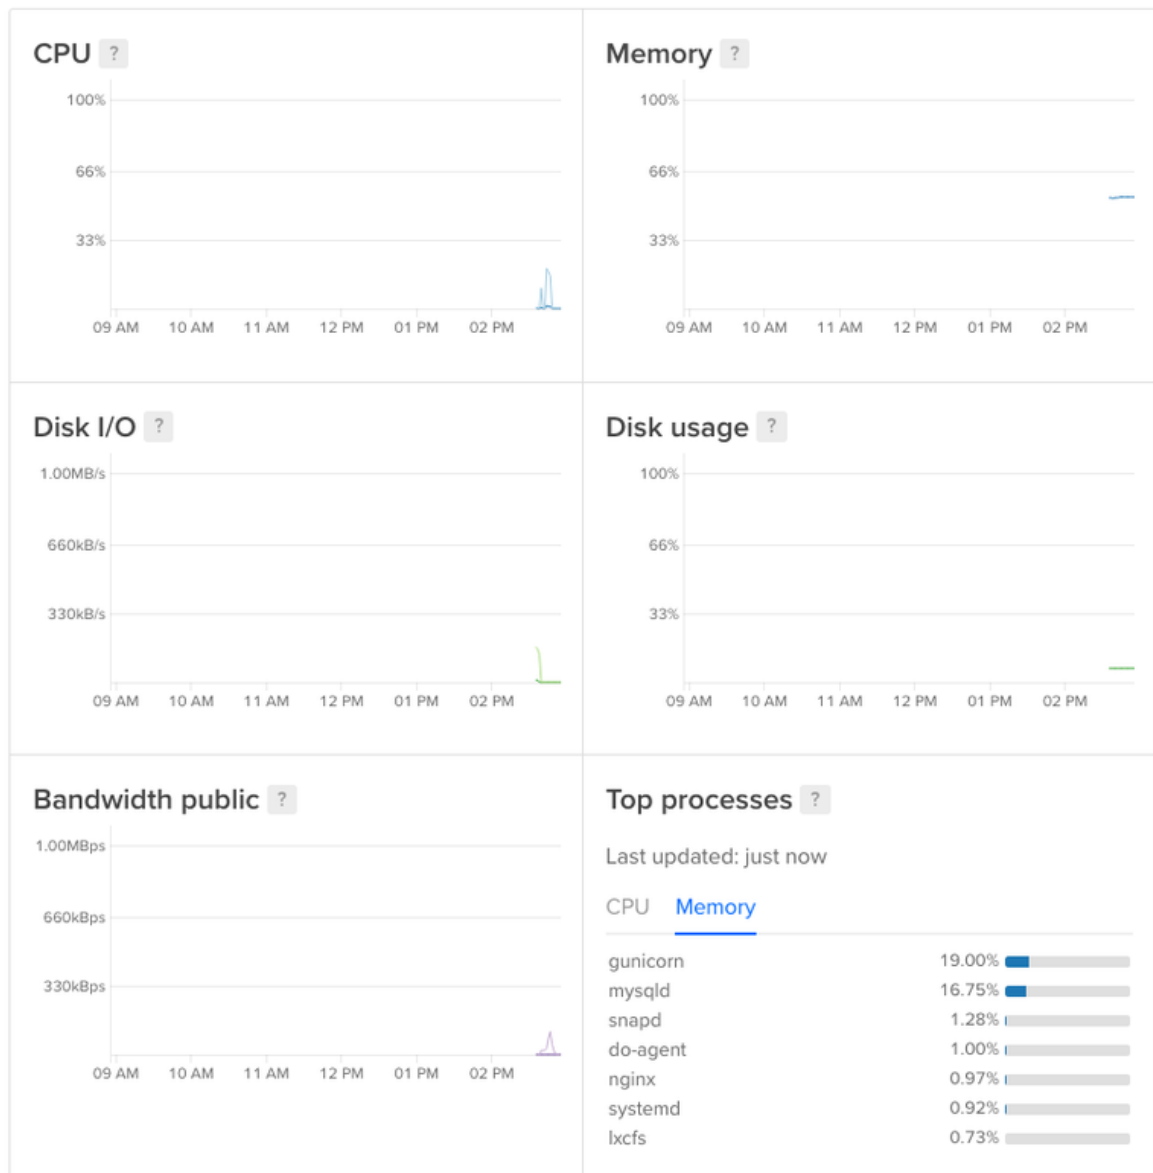 CPU ?
100%
66%
33%
09 AM 10 AM 11 AM 12 PM 01 PM 02 PM
Memory ?
100%
66%
33%
09 AM 10 AM 11 AM 12 PM 01 PM 02 PM
Disk I/O ?
1.00MB/s
660kB/s
330kB/s
09 AM 10 AM 11 AM 12 PM 01 PM 02 PM
Disk usage ?
100%
66%
33%
09 AM 10 AM 11 AM 12 PM 01 PM 02 PM
Bandwidth public ?
1.00MBps
660kBps
330kBps
09 AM 10 AM 11 AM 12 PM 01 PM 02 PM
Top processes ?
Last updated: just now
CPU Memory
gunicorn 19.00%
mysqld 16.75%
snapd 1.28%
do-agent 1.00%
nginx 0.97%
systemd 0.92%
lxcfs 0.73%